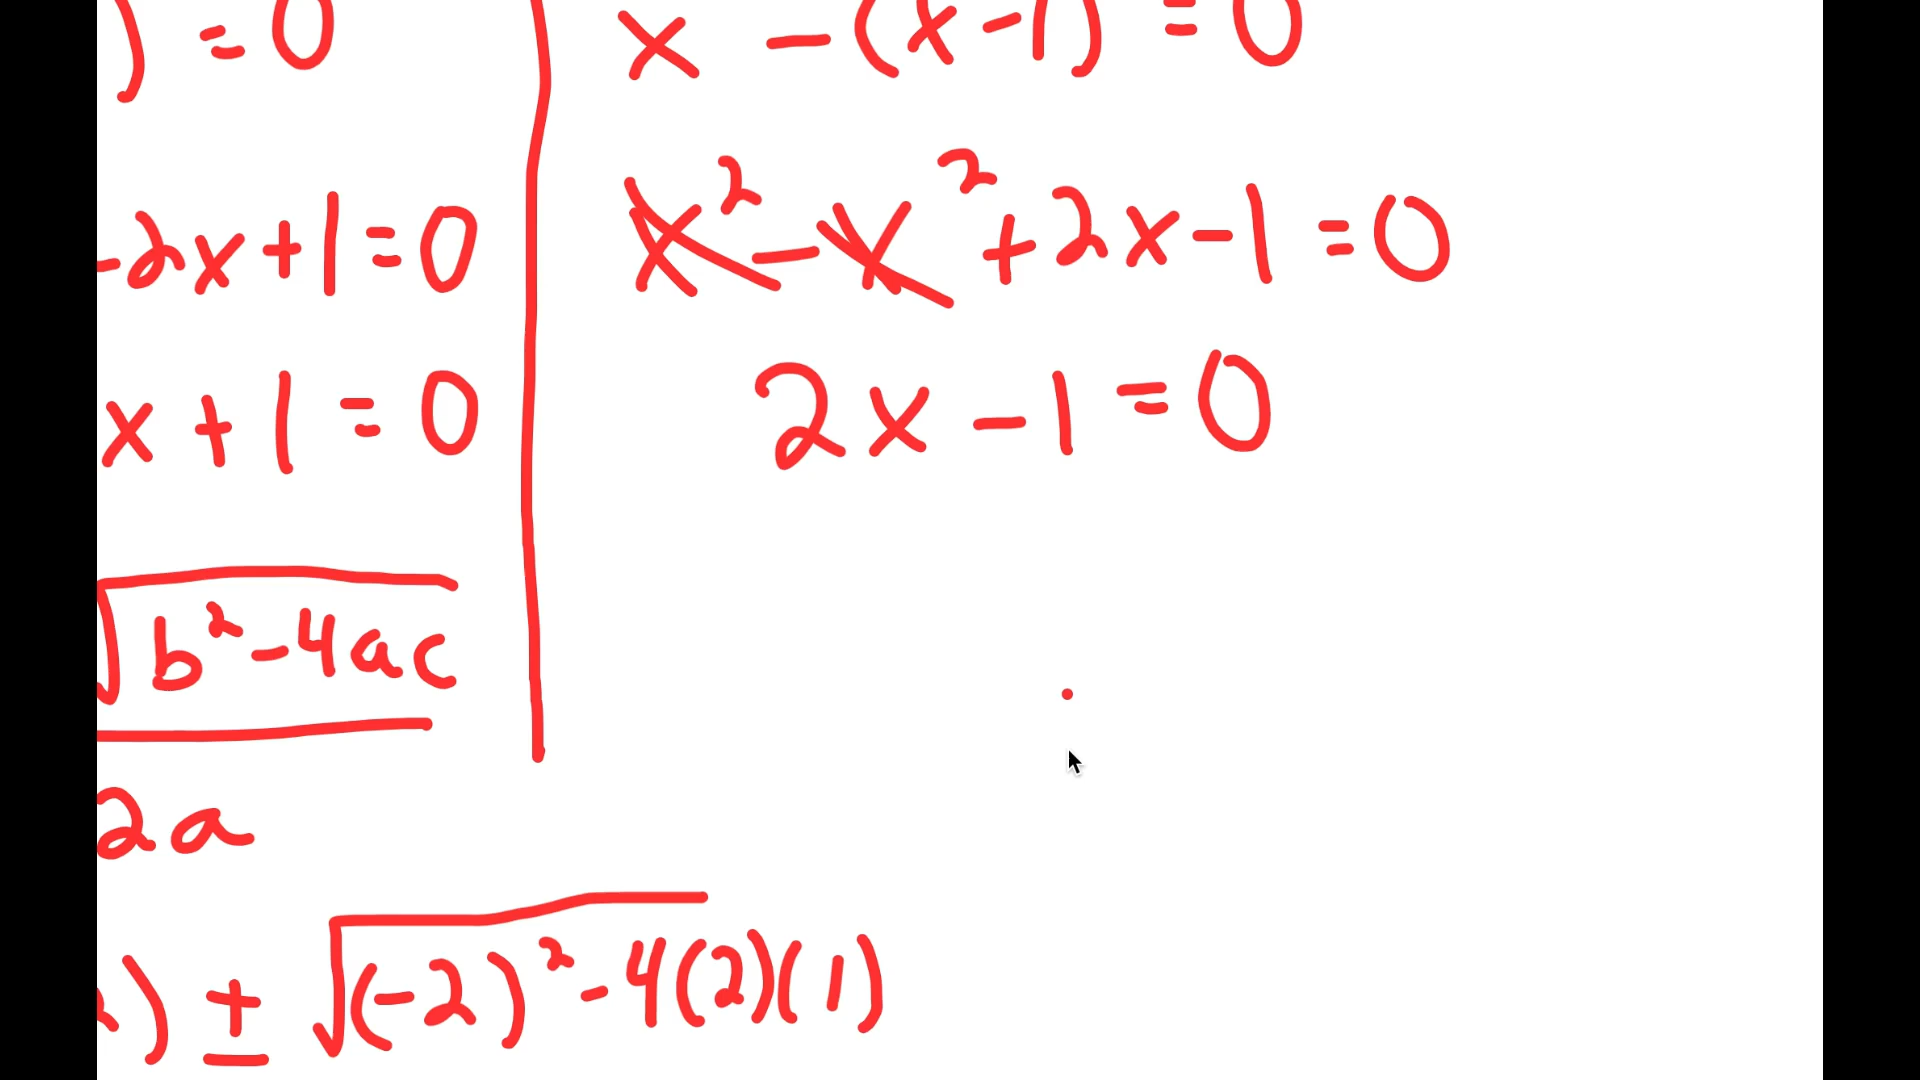 ) = 0
x - (x - 1) = 0
- 2x + 1 = 0
x² - x² + 2x - 1 = 0
x + 1 = 0
2x - 1 = 0
√b² - 4ac
2a
) ± √(-2)² - 4(2)(1)